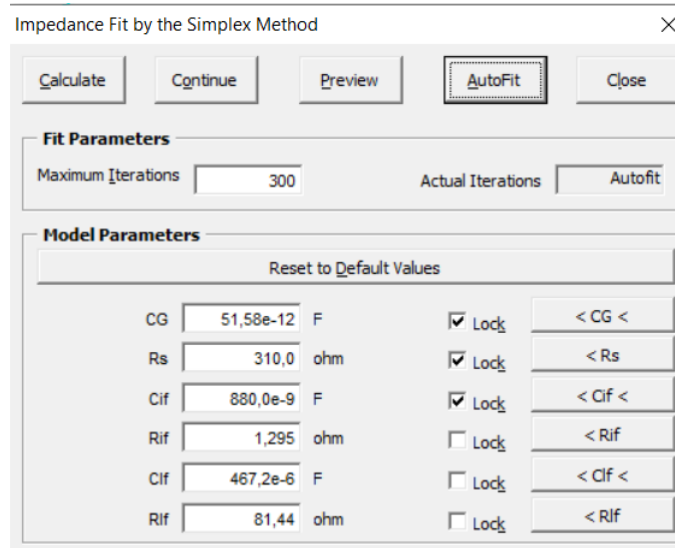 Impedance Fit by the Simplex Method
Calculate Continue Preview AutoFit Close
Fit Parameters
Maximum Iterations 300 Actual Iterations Autofit
Model Parameters
Reset to Default Values
CG 51,58e-12 F Lock < CG <
Rs 310,0 ohm Lock < Rs
Cif 880,0e-9 F Lock < Cif <
Rif 1,295 ohm Lock < Rif
Clf 467,2e-6 F Lock < Clf <
Rlf 81,44 ohm Lock < Rlf